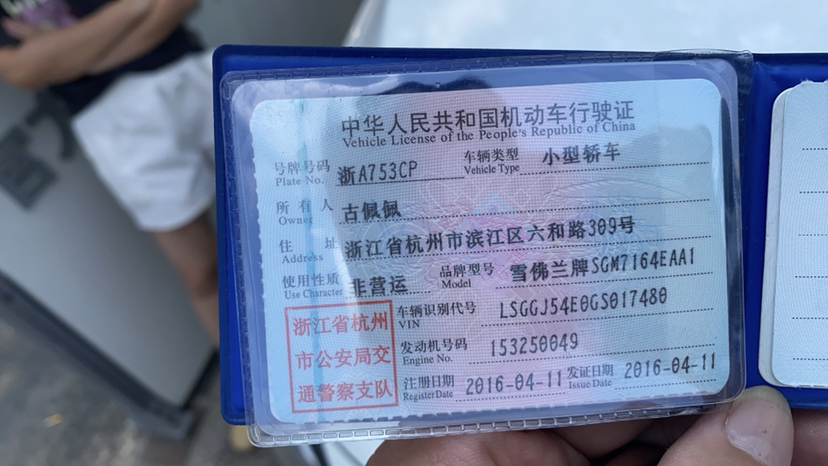 中华人民共和国机动车行驶证
Vehicle License of the People's Republic of China
号牌号码 浙A753CP 车辆类型 小型轿车
Plate No. Vehicle Type
所有人 古佩佩
Owner
住址 浙江省杭州市滨江区六和路309号
Address
使用性质 非营运 品牌型号 雪佛兰牌SGM7164EAA1
Use Character Model
浙江省杭州
市公安局交
通警察支队
车辆识别代号 LSGGJ54E0GS017480
VIN
发动机号码 153250049
Engine No.
注册日期 2016-04-11 发证日期 2016-04-11
Register Date Issue Date